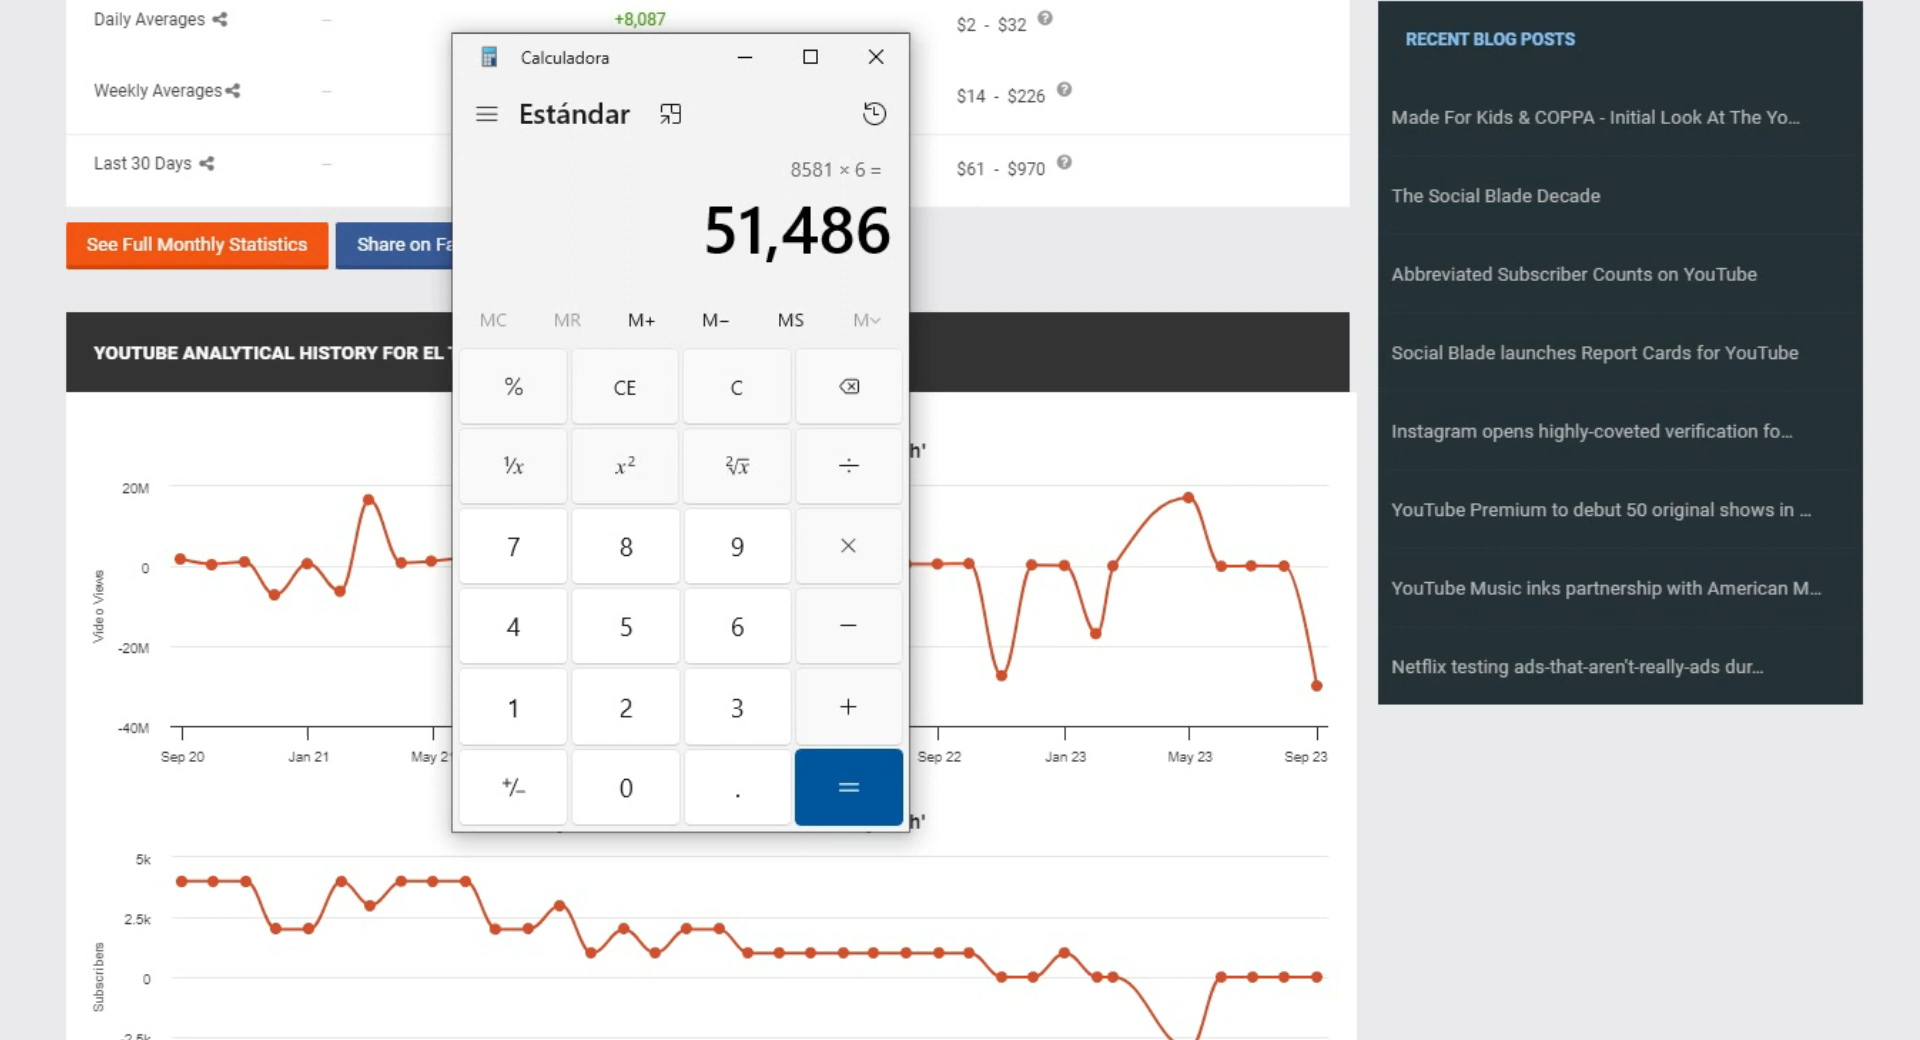 Daily Averages
–
+8,087
$2 - $32
Weekly Averages
–
$14 - $226
Last 30 Days
–
$61 - $970
See Full Monthly Statistics
Share on Fa
YOUTUBE ANALYTICAL HISTORY FOR EL
h'
20M
0
-20M
-40M
Video Views
Sep 20
Jan 21
May 2
Sep 22
Jan 23
May 23
Sep 23
h'
5k
2.5k
0
-2.5k
Subscribers
Calculadora
Estándar
8581 × 6 =
51,486
MC MR M+ M− MS M
% CE C
¹/x x² ²√x ÷
7 8 9 ×
4 5 6 −
1 2 3 +
+/− 0 . =
RECENT BLOG POSTS
Made For Kids & COPPA - Initial Look At The Yo...
The Social Blade Decade
Abbreviated Subscriber Counts on YouTube
Social Blade launches Report Cards for YouTube
Instagram opens highly-coveted verification fo...
YouTube Premium to debut 50 original shows in ...
YouTube Music inks partnership with American M...
Netflix testing ads-that-aren't-really-ads dur...